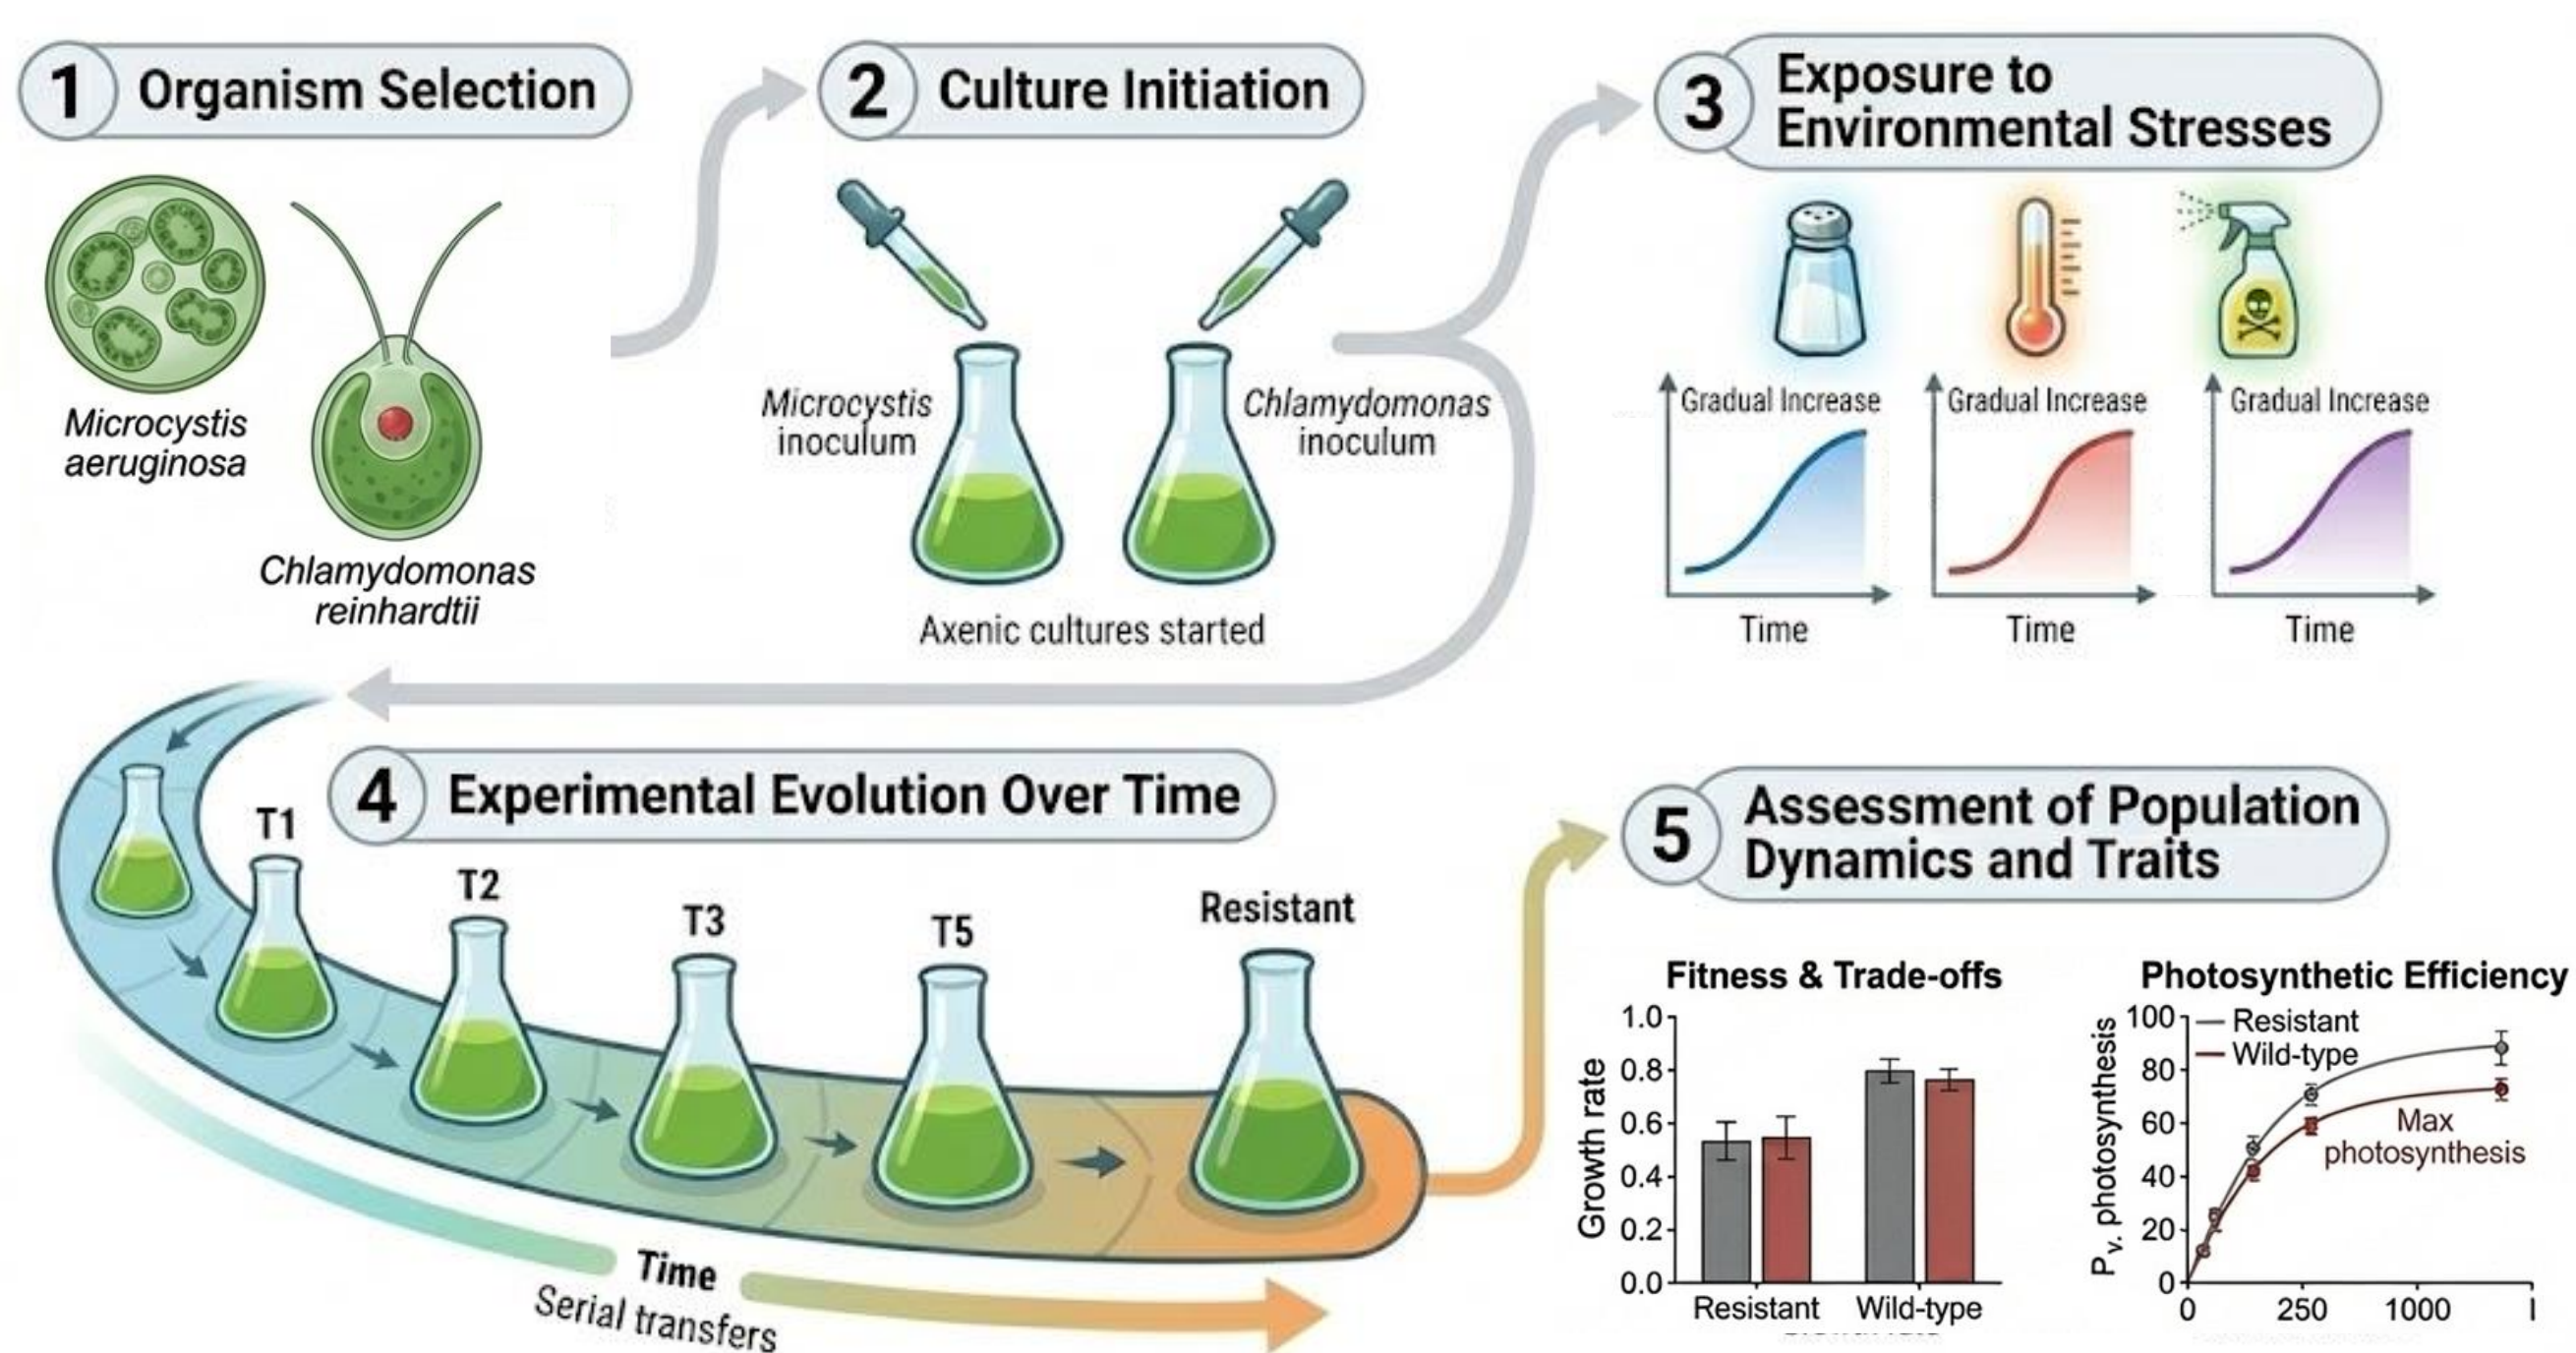 1 Organism Selection
Microcystis
aeruginosa
Chlamydomonas
reinhardtii
2 Culture Initiation
Microcystis
inoculum
Chlamydomonas
inoculum
Axenic cultures started
3 Exposure to
Environmental Stresses
Gradual Increase
Time
Gradual Increase
Time
Gradual Increase
Time
4 Experimental Evolution Over Time
T1
T2
T3
T5
Resistant
Time
Serial transfers
5 Assessment of Population
Dynamics and Traits
Fitness & Trade-offs
Growth rate
1.0
0.8
0.6
0.4
0.2
0.0
Resistant Wild-type
Photosynthetic Efficiency
Pv. photosynthesis
100
80
60
40
20
0
Resistant
Wild-type
Max
photosynthesis
0 250 1000 I